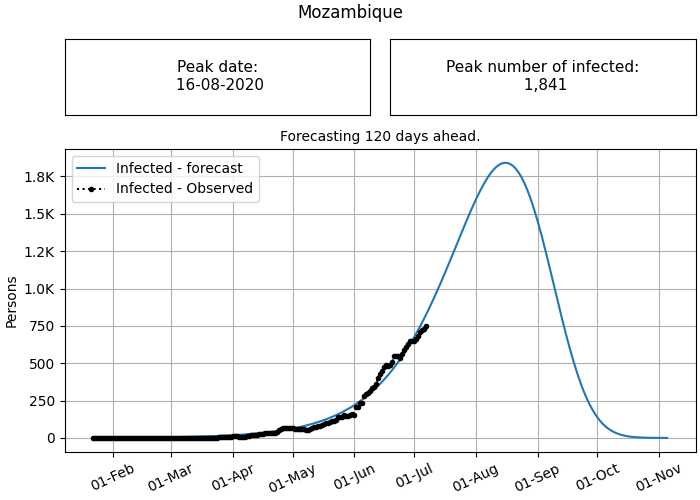 Mozambique
Peak date:
16-08-2020
Peak number of infected:
1,841
Forecasting 120 days ahead.
Infected - forecast
Infected - Observed
Persons
1.8K
1.5K
1.2K
1.0K
750
500
250
0
01-Feb
01-Mar
01-Apr
01-May
01-Jun
01-Jul
01-Aug
01-Sep
01-Oct
01-Nov